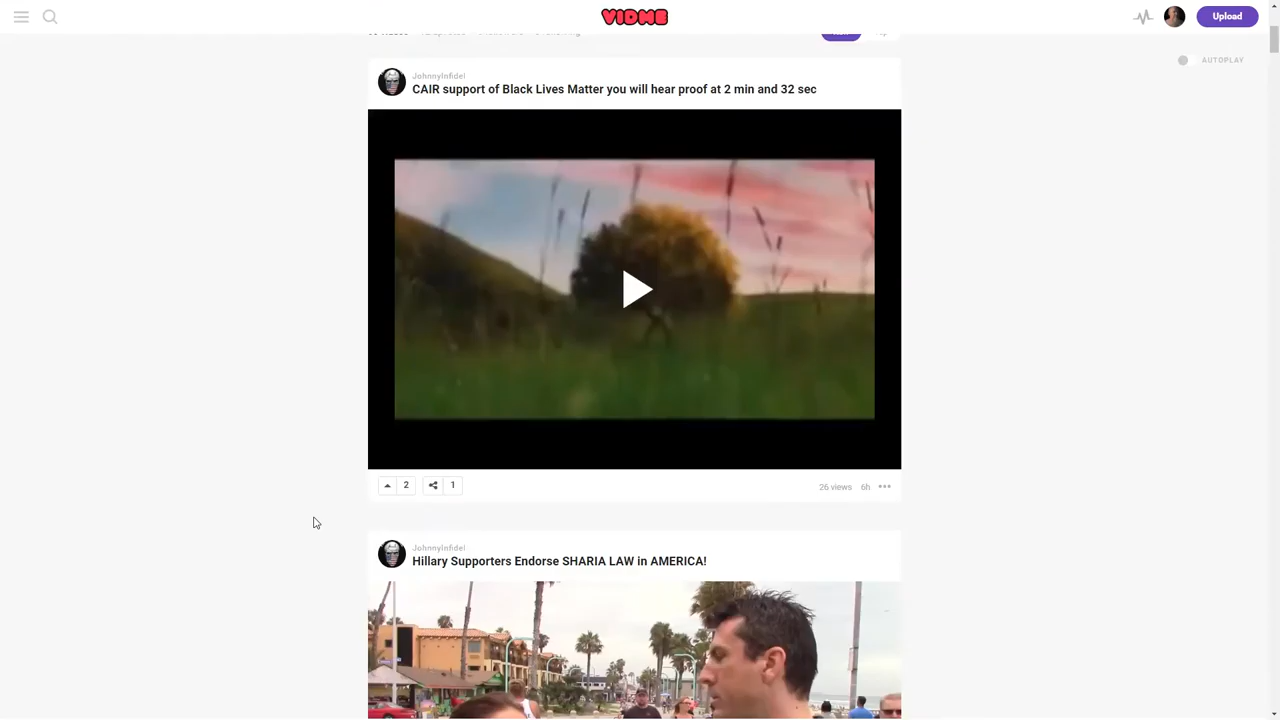 VIDME
Upload
AUTOPLAY
JohnnyInfidel
CAIR support of Black Lives Matter you will hear proof at 2 min and 32 sec
2
1
26 views 6h
JohnnyInfidel
Hillary Supporters Endorse SHARIA LAW in AMERICA!